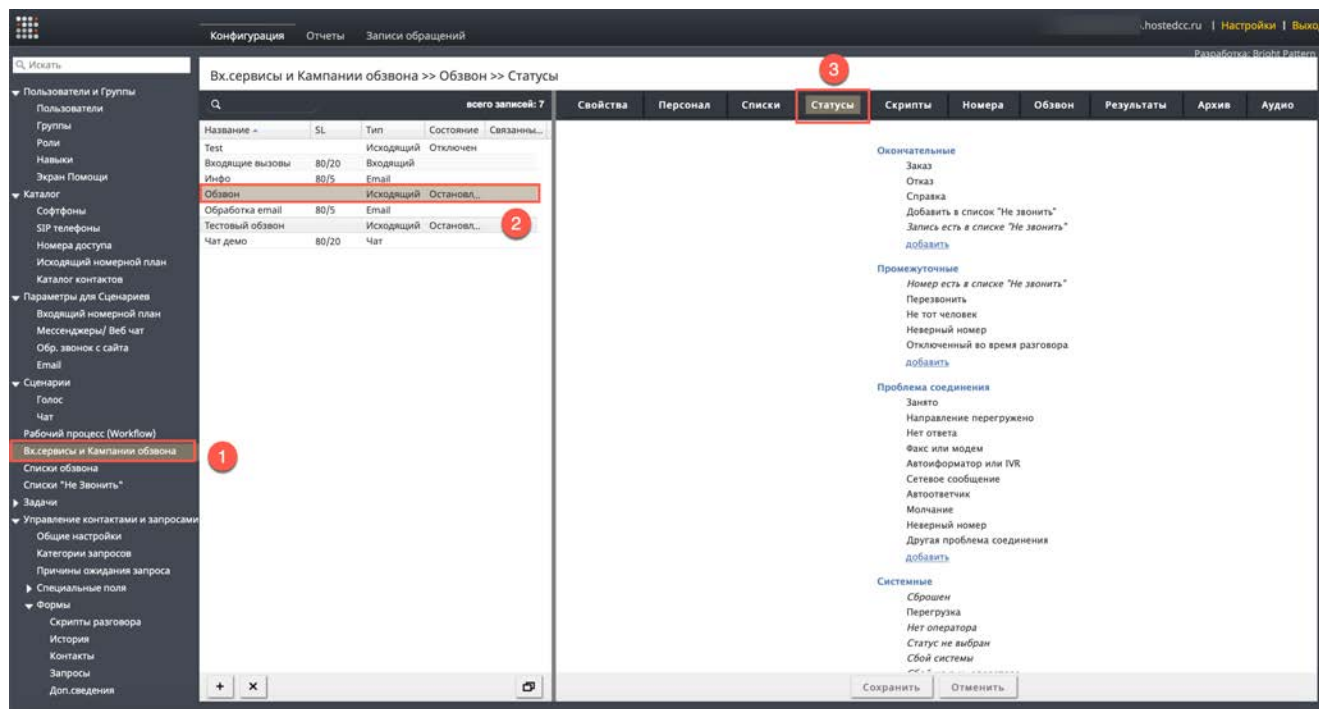 .hostedcc.ru | Настройки | Выхо
Конфигурация Отчеты Записи обращений
Разработка: Bright Pattern
Искать
Вх.сервисы и Кампании обзвона >> Обзвон >> Статусы
3
Пользователи и Группы
Пользователи
Группы
Роли
Навыки
Экран Помощи
Каталог
Софтфоны
SIP телефоны
Номера доступа
Исходящий номерной план
Каталог контактов
Параметры для Сценариев
Входящий номерной план
Мессенджеры/ Веб чат
Обр. звонок с сайта
Email
Сценарии
Голос
Чат
Рабочий процесс (Workflow)
Вх.сервисы и Кампании обзвона
1
Списки обзвона
Списки "Не Звонить"
Задачи
Управление контактами и запросами
Общие настройки
Категории запросов
Причины ожидания запроса
Специальные поля
Формы
Скрипты разговора
История
Контакты
Запросы
Доп.сведения
всего записей: 7
Название SL Тип Состояние Связанны...
Test Исходящий Отключен
Входящие вызовы 80/20 Входящий
Инфо 80/5 Email
Обзвон Исходящий Остановл...
Обработка email 80/5 Email
Тестовый обзвон Исходящий Остановл...
Чат демо 80/20 Чат
2
+ ×
Свойства Персонал Списки Статусы Скрипты Номера Обзвон Результаты Архив Аудио
Окончательные
Заказ
Отказ
Справка
Добавить в список "Не звонить"
Запись есть в списке "Не звонить"
добавить
Промежуточные
Номер есть в списке "Не звонить"
Перезвонить
Не тот человек
Неверный номер
Отключенный во время разговора
добавить
Проблема соединения
Занято
Направление перегружено
Нет ответа
Факс или модем
Автоиформатор или IVR
Сетевое сообщение
Автоответчик
Молчание
Неверный номер
Другая проблема соединения
добавить
Системные
Сброшен
Перегрузка
Нет оператора
Статус не выбран
Сбой системы
Сохранить Отменить